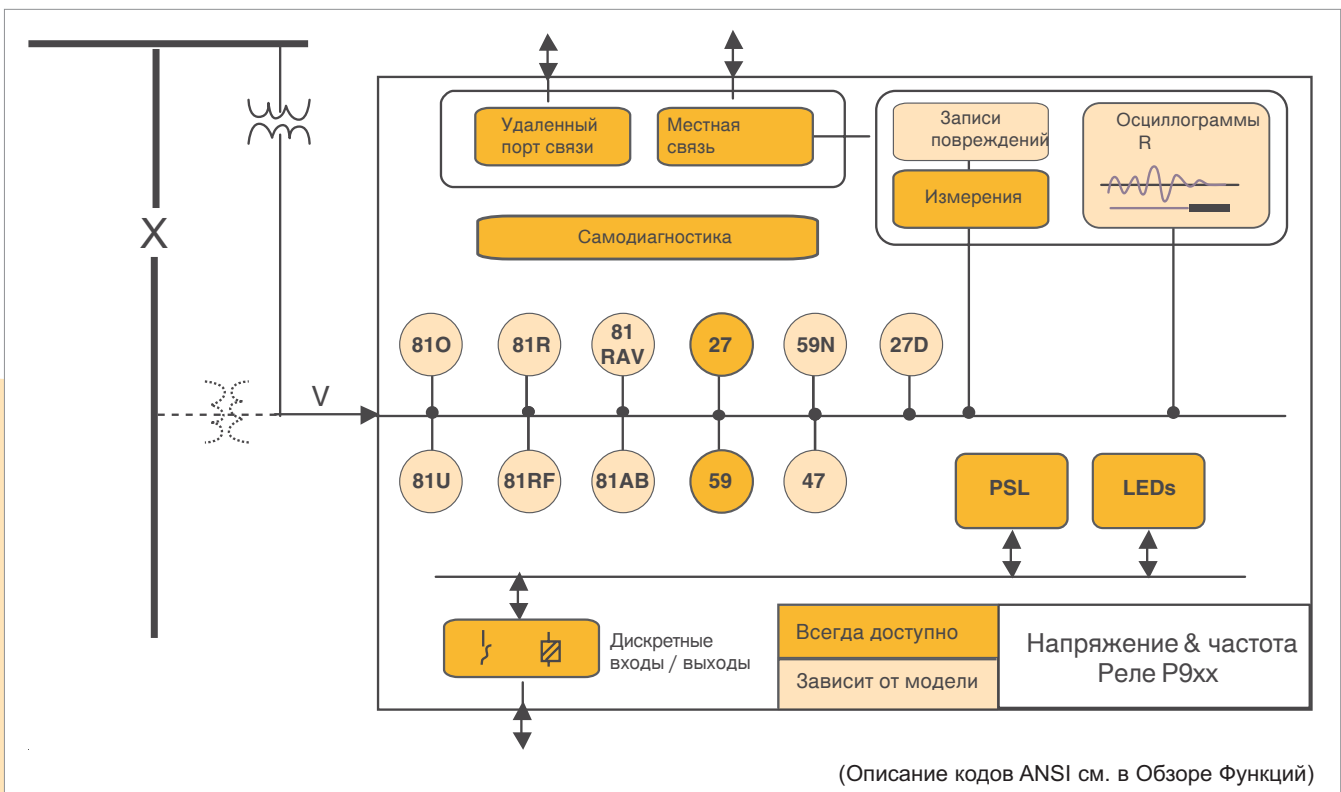 Удаленный
порт связи
Местная
связь
Записи
повреждений
Осциллограммы
R
Измерения
Самодиагностика
X
81O
81R
81
RAV
27
59N
27D
V
81U
81RF
81AB
59
47
PSL
LEDs
Дискретные
входы / выходы
Всегда доступно
Зависит от модели
Напряжение & частота
Реле P9xx
(Описание кодов ANSI см. в Обзоре Функций)